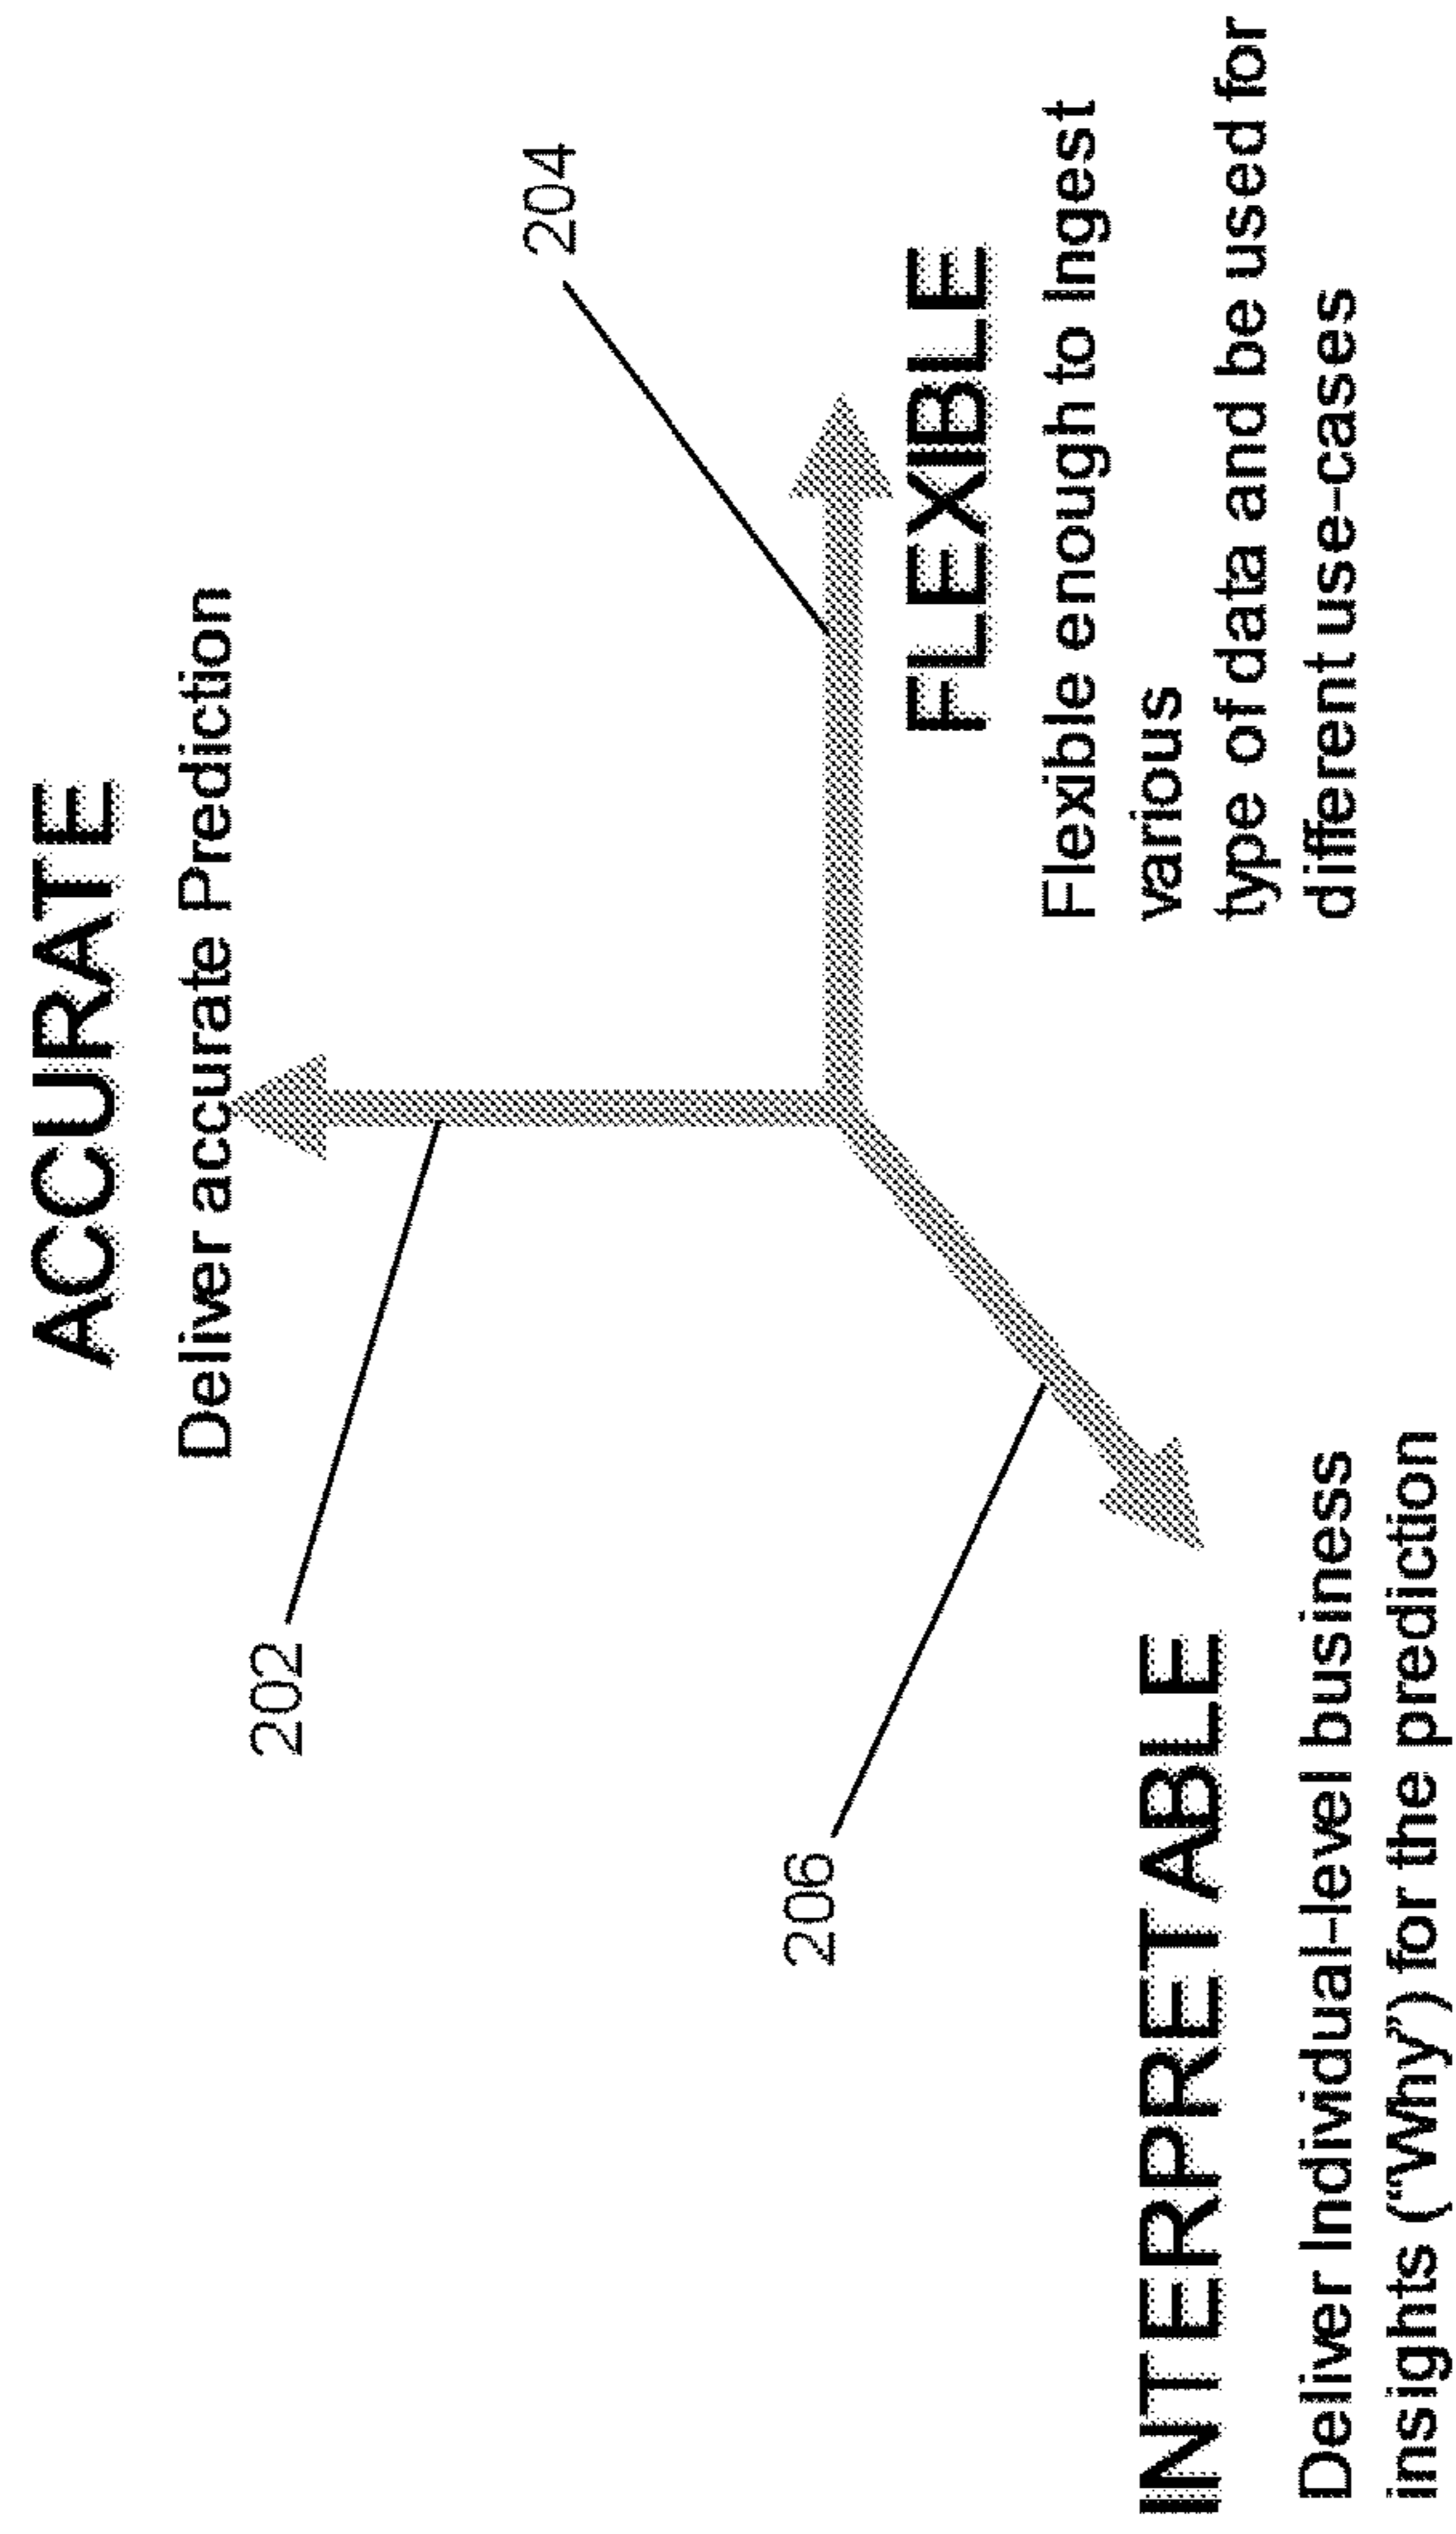 ACCURATE
Deliver accurate Prediction
202
204
206
FLEXIBLE
Flexible enough to Ingest
various
type of data and be used for
different use-cases
INTERPRETABLE
Deliver Individual-level business
insights (“Why”) for the prediction